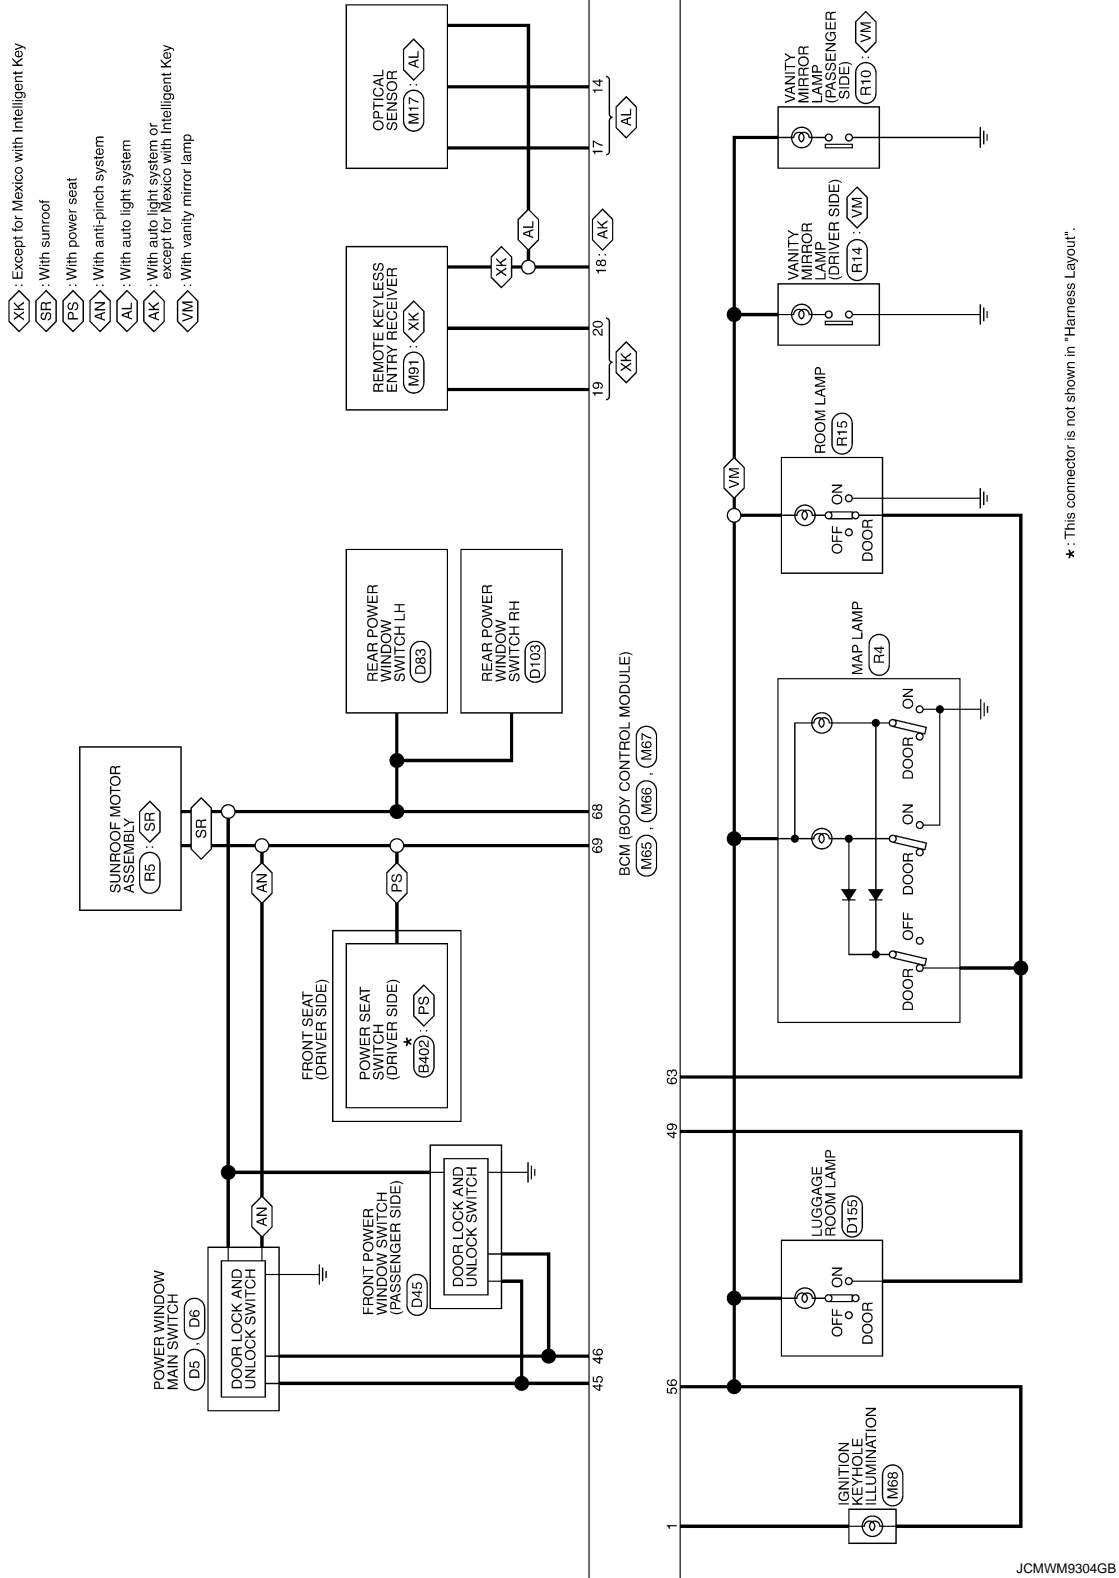 XK : Except for Mexico with Intelligent Key
SR : With sunroof
PS : With power seat
AN : With anti-pinch system
AL : With auto light system
AK : With auto light system or
except for Mexico with Intelligent Key
VM : With vanity mirror lamp
POWER WINDOW
MAIN SWITCH
D5 , D6
DOOR LOCK AND
UNLOCK SWITCH
AN
AN
SUNROOF MOTOR
ASSEMBLY
R5 : SR
SR
FRONT POWER
WINDOW SWITCH
(PASSENGER SIDE)
D45
DOOR LOCK AND
UNLOCK SWITCH
FRONT SEAT
(DRIVER SIDE)
POWER SEAT
SWITCH
(DRIVER SIDE)
*
B402 : PS
PS
REAR POWER
WINDOW
SWITCH LH
D83
REAR POWER
WINDOW
SWITCH RH
D103
REMOTE KEYLESS
ENTRY RECEIVER
M91 : XK
XK
OPTICAL
SENSOR
M17 : AL
AL
45
46
69
68
19
20
XK
18 : AK
17
14
AL
BCM (BODY CONTROL MODULE)
M65 , M66 , M67
1
56
49
63
IGNITION
KEYHOLE
ILLUMINATION
M68
LUGGAGE
ROOM LAMP
D155
OFF
ON
DOOR
MAP LAMP
R4
DOOR
OFF
DOOR
ON
DOOR
ON
ROOM LAMP
R15
OFF
ON
DOOR
VM
VANITY
MIRROR
LAMP
(DRIVER SIDE)
R14 : VM
VANITY
MIRROR
LAMP
(PASSENGER
SIDE)
R10 : VM
* : This connector is not shown in "Harness Layout".
JCMWM9304GB